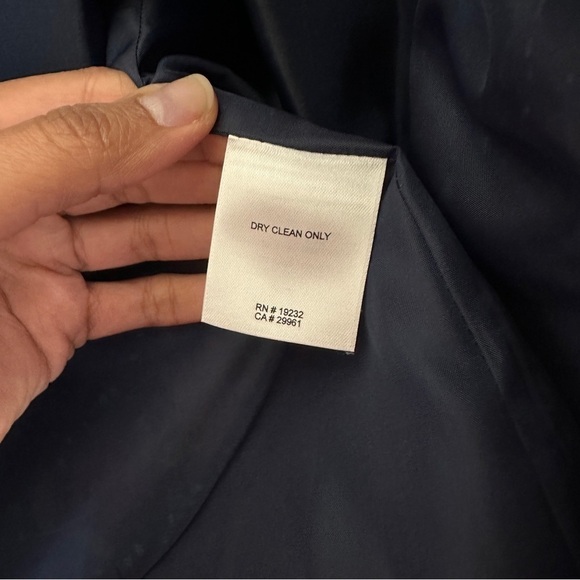 DRY CLEAN ONLY
RN # 19232
CA # 29961